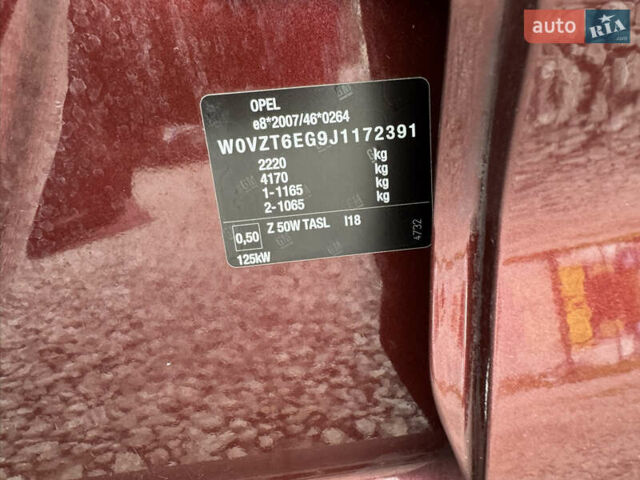 auto RIA.com
OPEL
e8*2007/46*0264
W0VZT6EG9J1172391
2220 kg
4170 kg
1-1165 kg
2-1065 kg
0,50 Z 50W TASL I18
4732
125kW